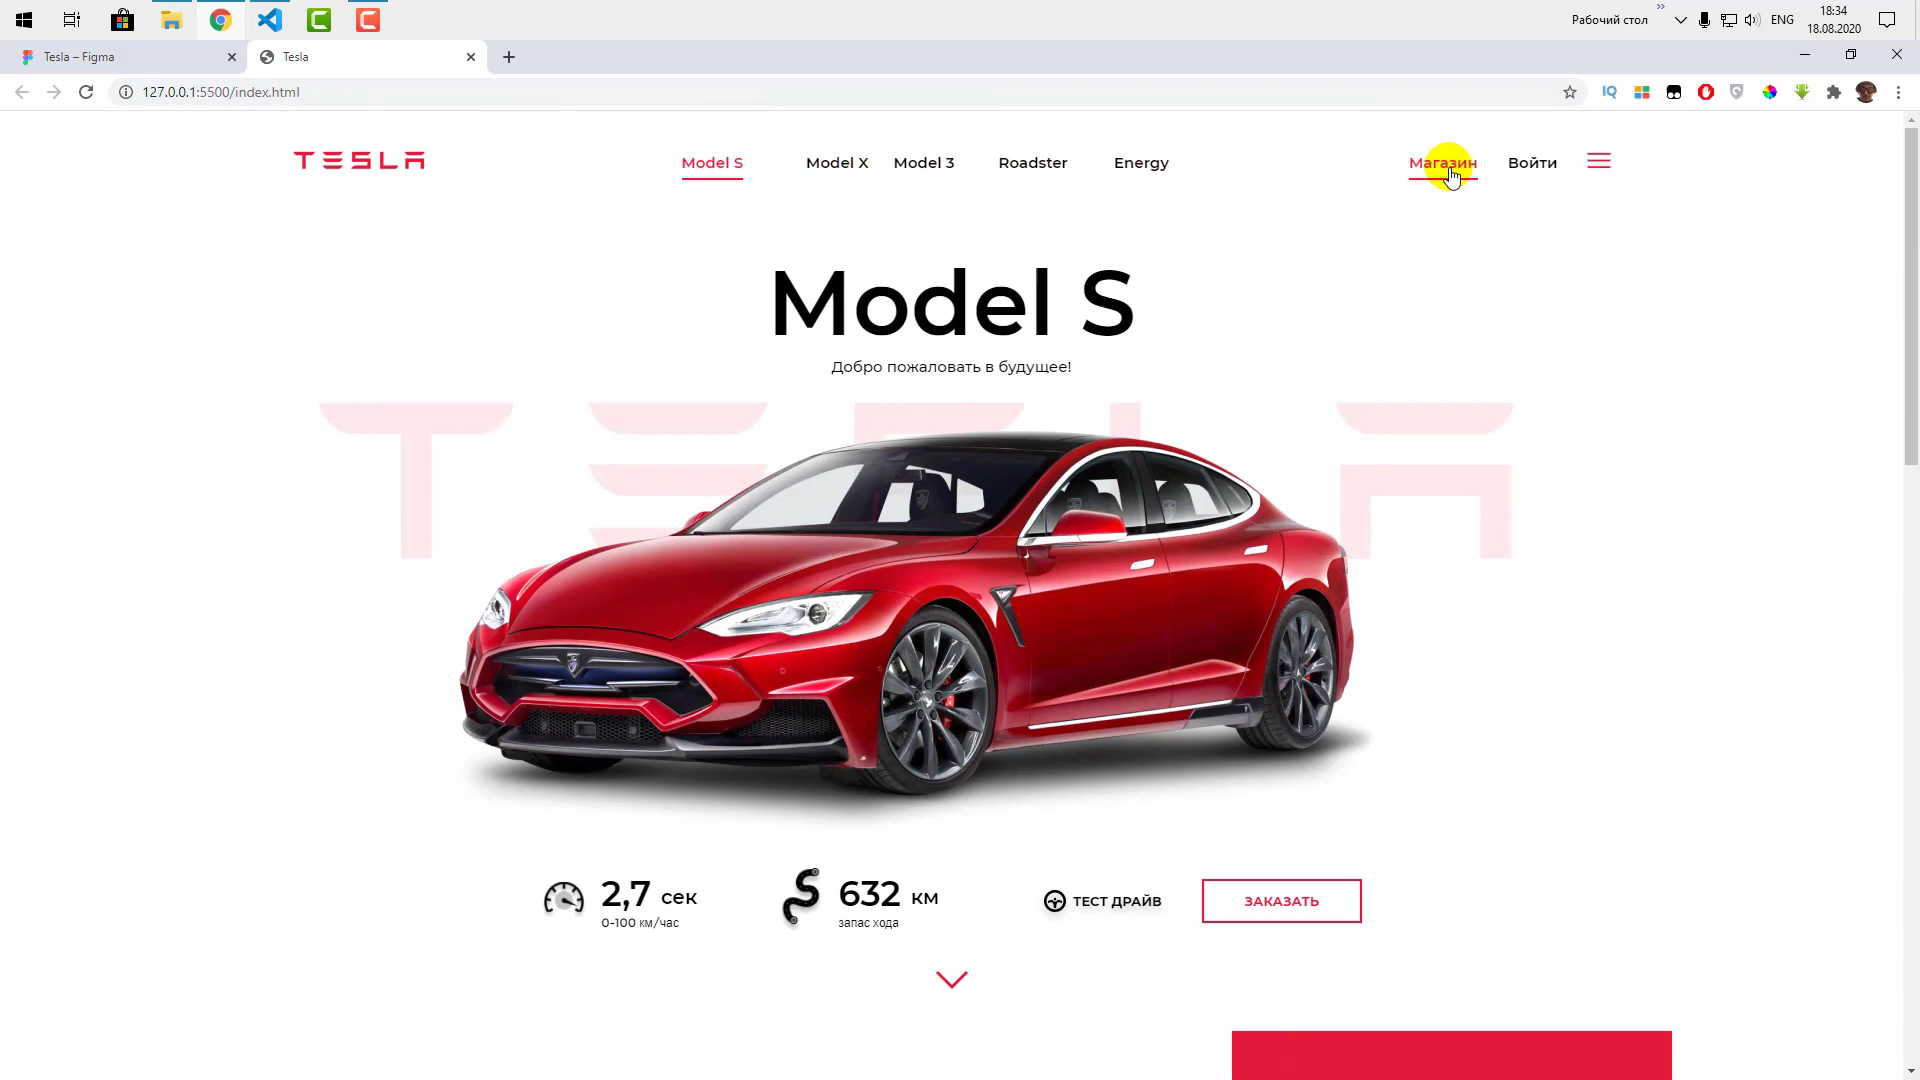 Рабочий стол
ENG
18:34
18.08.2020
Tesla – Figma
Tesla
127.0.0.1:5500/index.html
IQ
TESLA
Model S
Model X
Model 3
Roadster
Energy
Магазин
Войти
Model S
Добро пожаловать в будущее!
TESLA
2,7 сек
0-100 км/час
632 км
запас хода
ТЕСТ ДРАЙВ
ЗАКАЗАТЬ